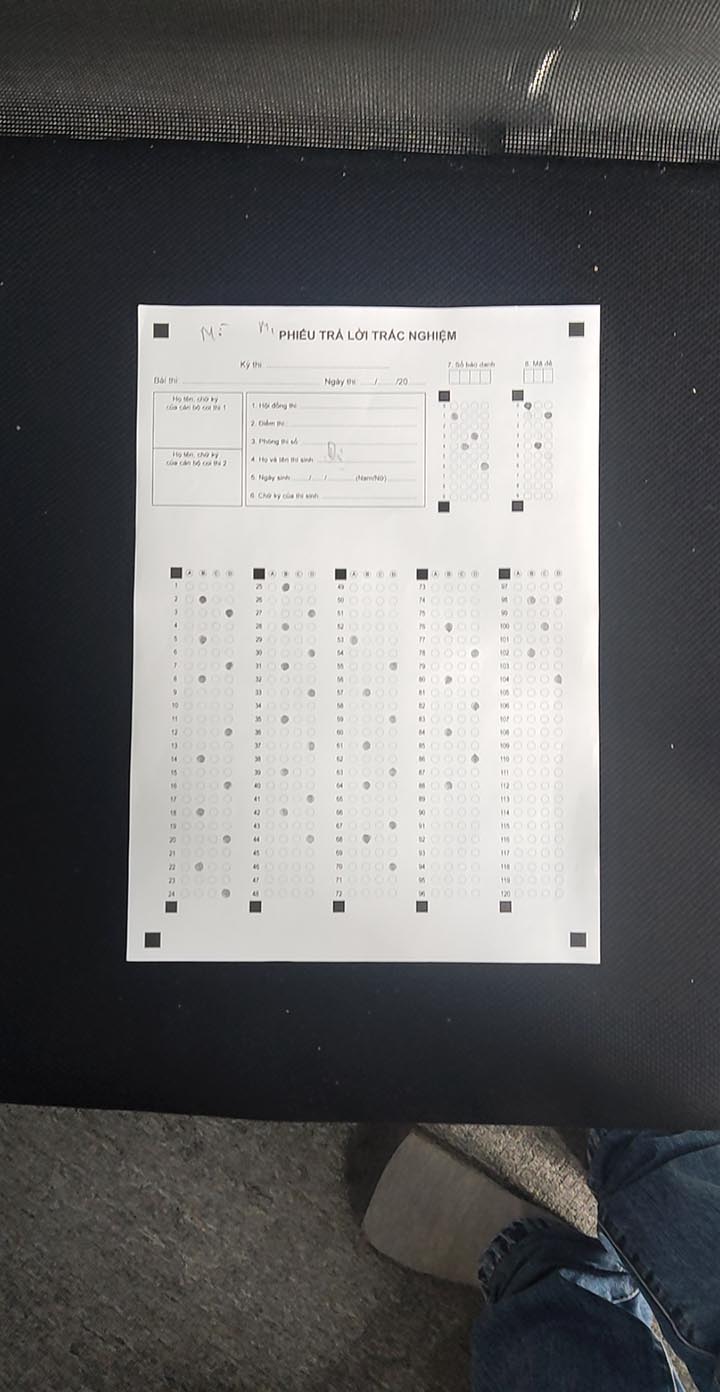 M:
PHIẾU TRẢ LỜI TRẮC NGHIỆM
Kỳ thi
7. Số báo danh
8. Mã đề
Bài thi
Ngày thi / /20
Họ tên, chữ ký
của cán bộ coi thi 1
Họ tên, chữ ký
của cán bộ coi thi 2
1. Hội đồng thi
2. Điểm thi
3. Phòng thi số
4. Họ và tên thí sinh
5. Ngày sinh / / (Nam/Nữ)
6. Chữ ký của thí sinh
A B C D A B C D A B C D A B C D A B C D
1 25 49 73 97
2 26 50 74 98
3 27 51 75 99
4 28 52 76 100
5 29 53 77 101
6 30 54 78 102
7 31 55 79 103
8 32 56 80 104
9 33 57 81 105
10 34 58 82 106
11 35 59 83 107
12 36 60 84 108
13 37 61 85 109
14 38 62 86 110
15 39 63 87 111
16 40 64 88 112
17 41 65 89 113
18 42 66 90 114
19 43 67 91 115
20 44 68 92 116
21 45 69 93 117
22 46 70 94 118
23 47 71 95 119
24 48 72 96 120